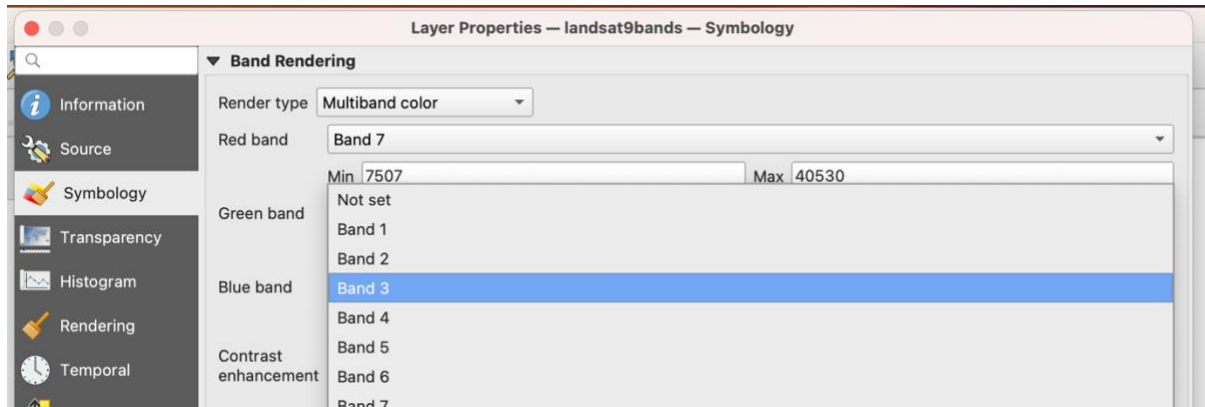 Layer Properties — landsat9bands — Symbology
▼ Band Rendering
Information
Render type Multiband color
Source
Red band Band 7
Min 7507 Max 40530
Symbology
Not set
Green band
Band 1
Transparency
Band 2
Histogram
Blue band Band 3
Band 4
Rendering
Band 5
Contrast
Temporal
enhancement Band 6
Band 7